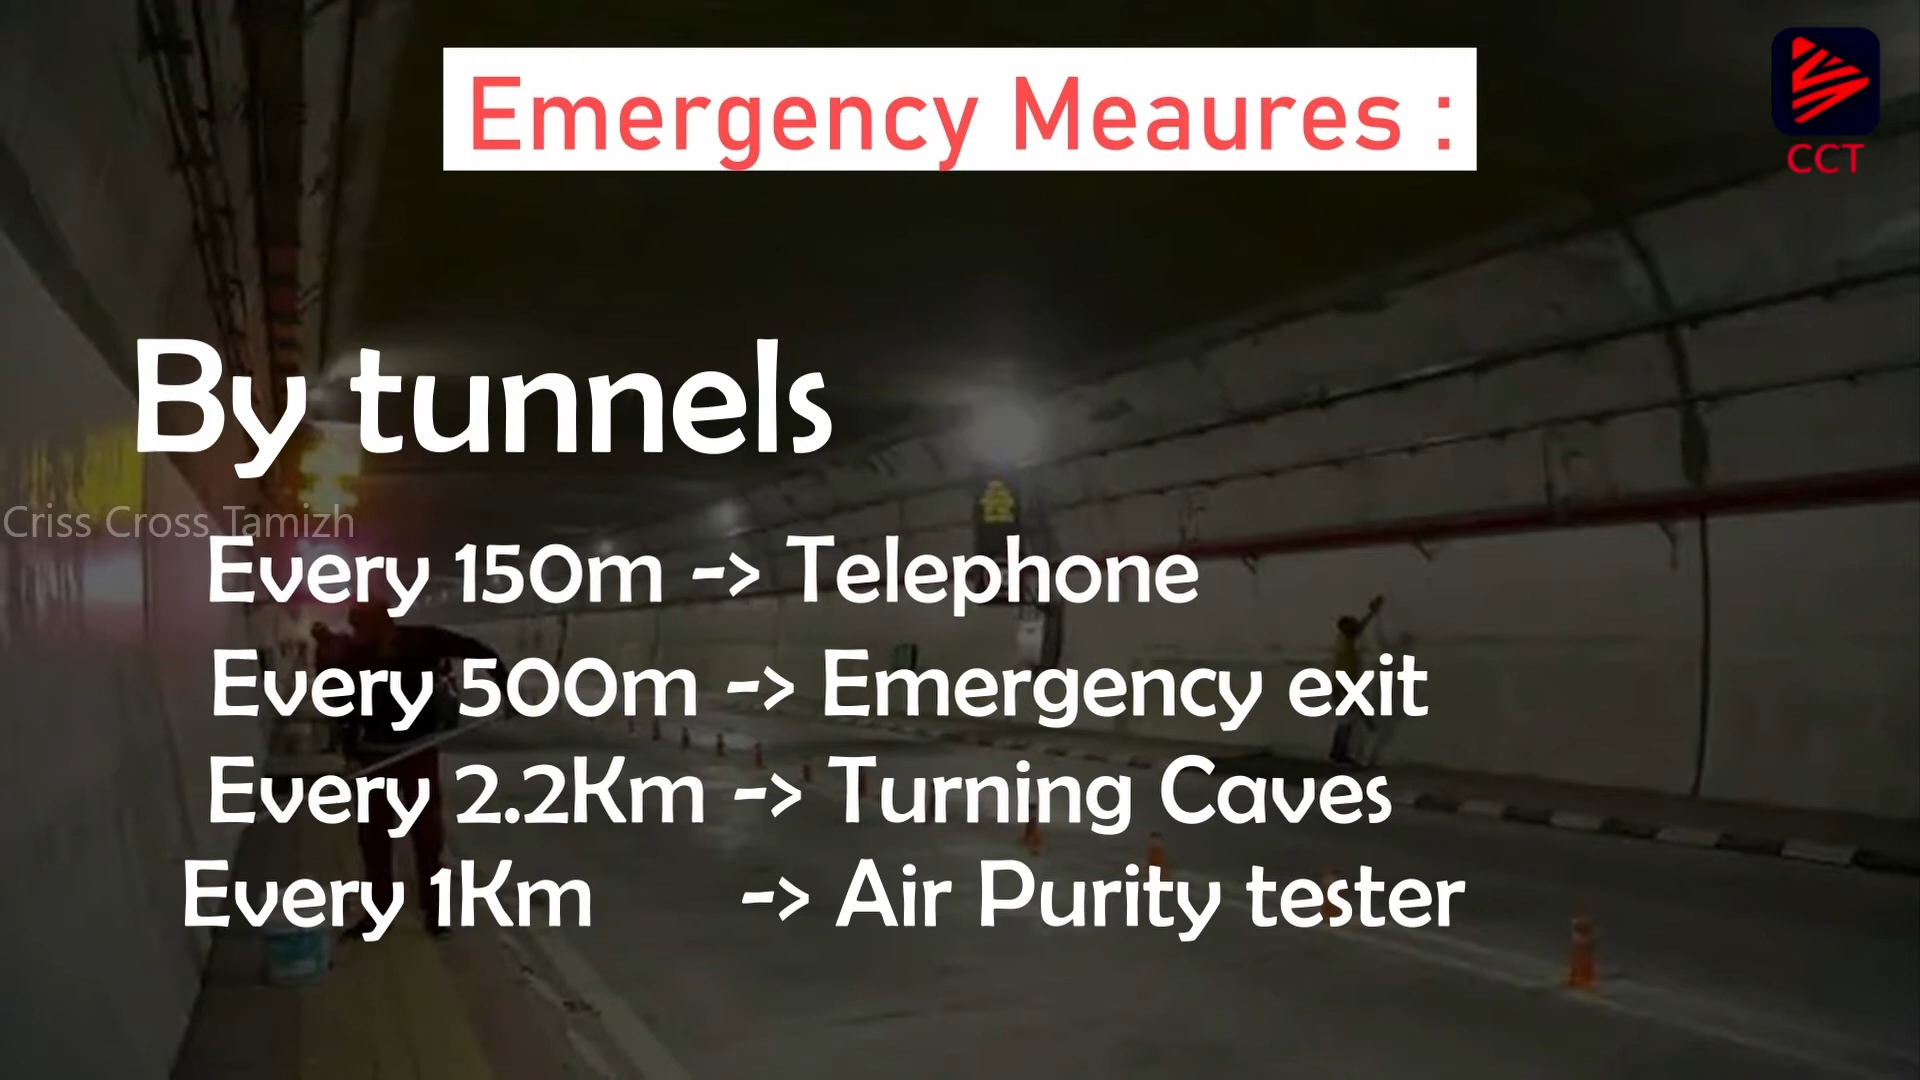 Emergency Meaures :
CCT
By tunnels
Criss Cross Tamizh
Every 150m -> Telephone
Every 500m -> Emergency exit
Every 2.2Km -> Turning Caves
Every 1Km -> Air Purity tester